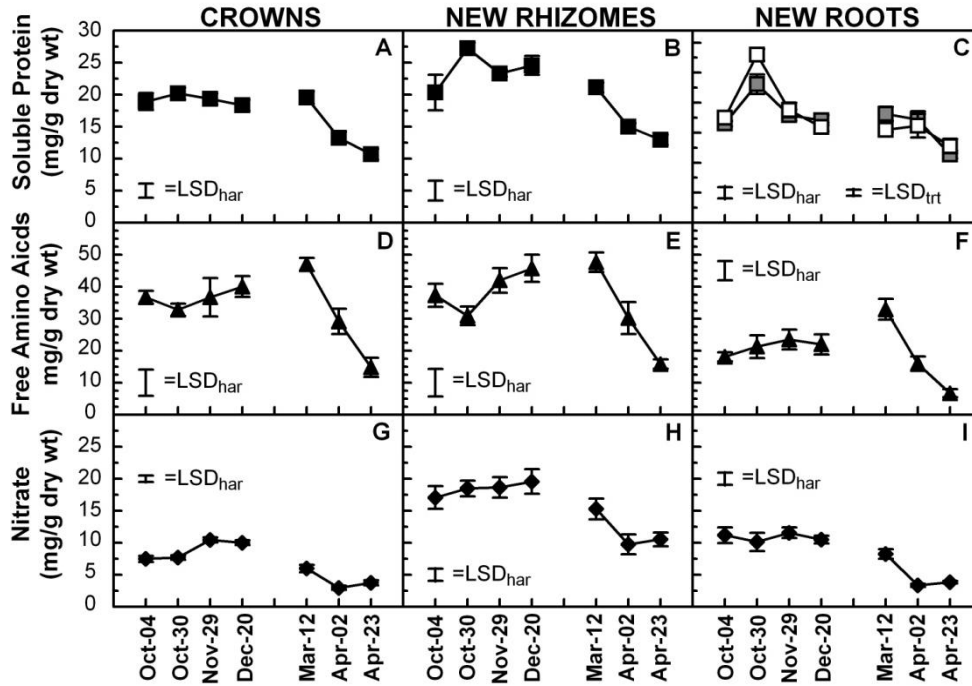 CROWNS NEW RHIZOMES NEW ROOTS
Soluble Protein
(mg/g dry wt)
30
25
20
15
10
5
0
A
=LSDhar
B
=LSDhar
C
=LSDhar =LSDtrt
Free Amino Aicds
mg/g dry wt)
50
40
30
20
10
0
D
=LSDhar
E
=LSDhar
F
=LSDhar
Nitrate
(mg/g dry wt)
25
20
15
10
5
0
G
=LSDhar
H
=LSDhar
I
=LSDhar
Oct-04
Oct-30
Nov-29
Dec-20
Mar-12
Apr-02
Apr-23
Oct-04
Oct-30
Nov-29
Dec-20
Mar-12
Apr-02
Apr-23
Oct-04
Oct-30
Nov-29
Dec-20
Mar-12
Apr-02
Apr-23